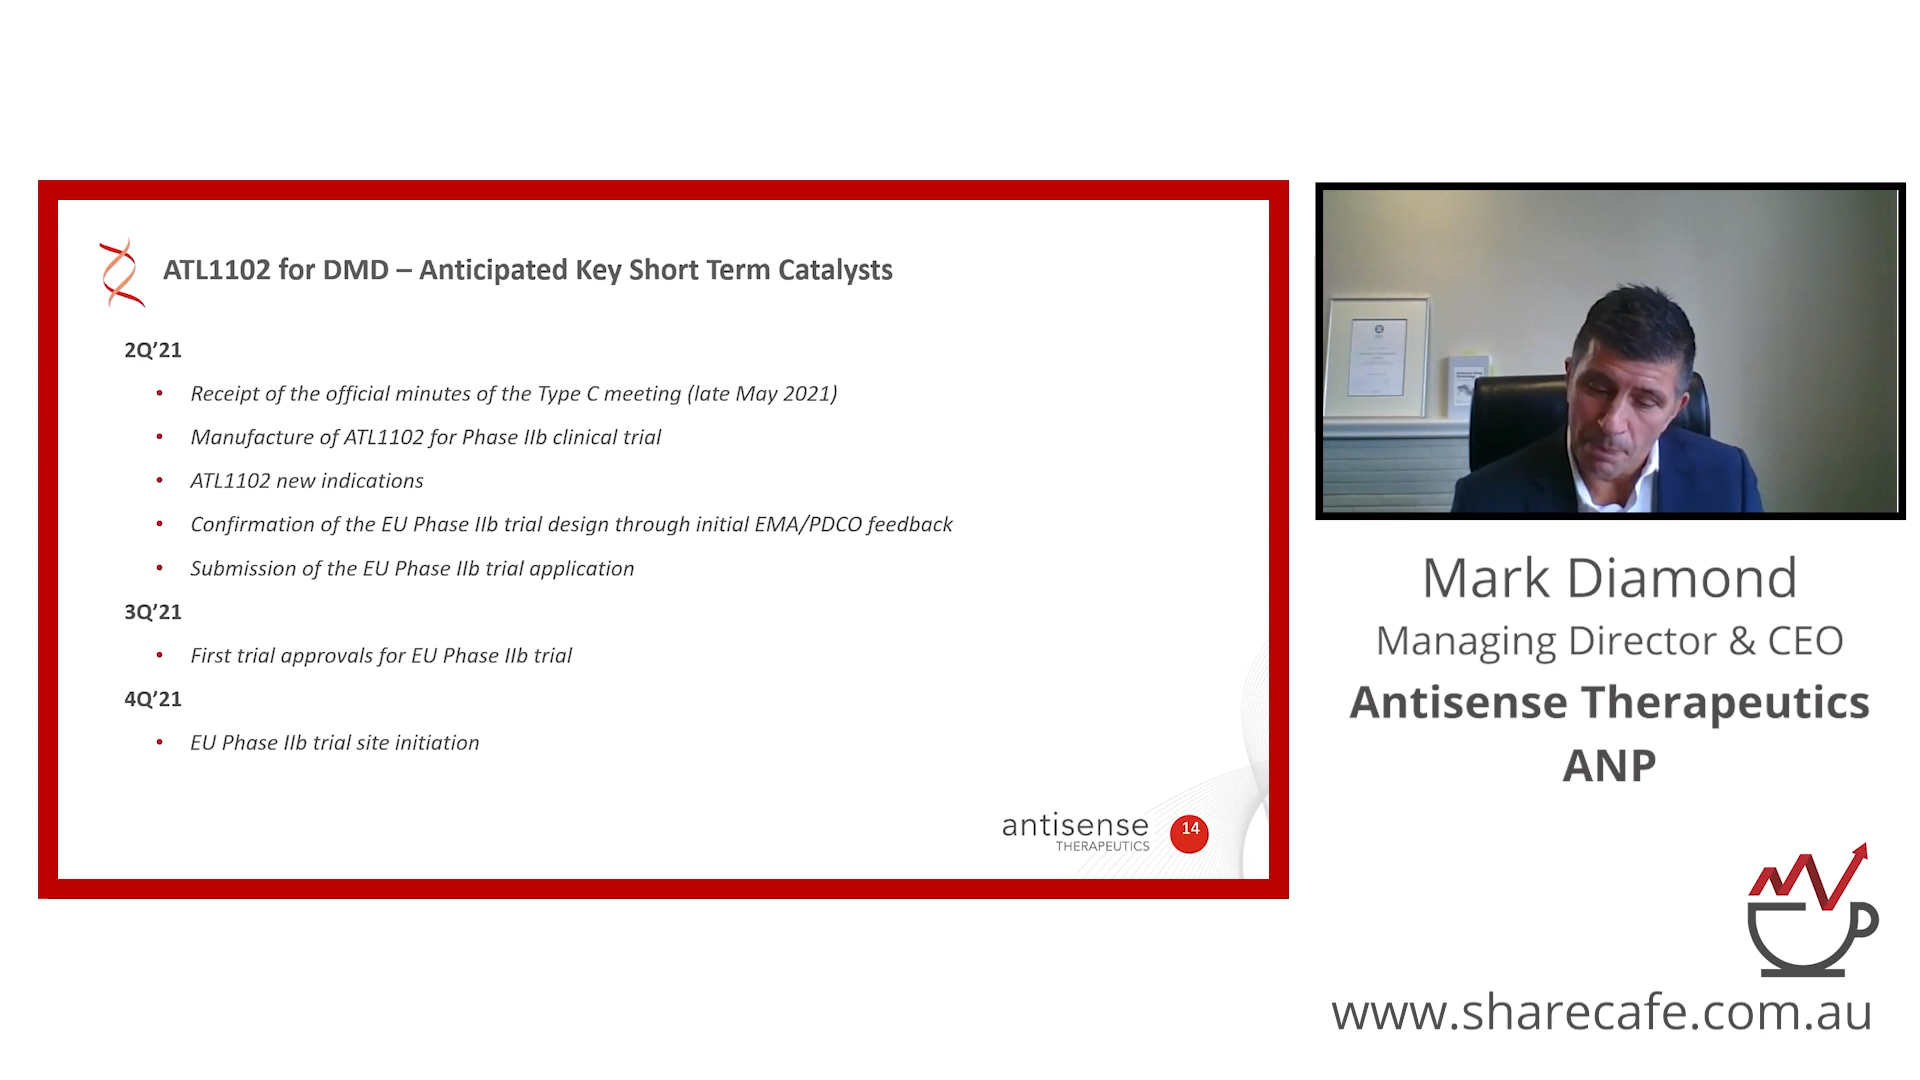 ATL1102 for DMD – Anticipated Key Short Term Catalysts
2Q’21
• Receipt of the official minutes of the Type C meeting (late May 2021)
• Manufacture of ATL1102 for Phase IIb clinical trial
• ATL1102 new indications
• Confirmation of the EU Phase IIb trial design through initial EMA/PDCO feedback
• Submission of the EU Phase IIb trial application
3Q’21
• First trial approvals for EU Phase IIb trial
4Q’21
• EU Phase IIb trial site initiation
antisense
THERAPEUTICS
14
Mark Diamond
Managing Director & CEO
Antisense Therapeutics
ANP
www.sharecafe.com.au